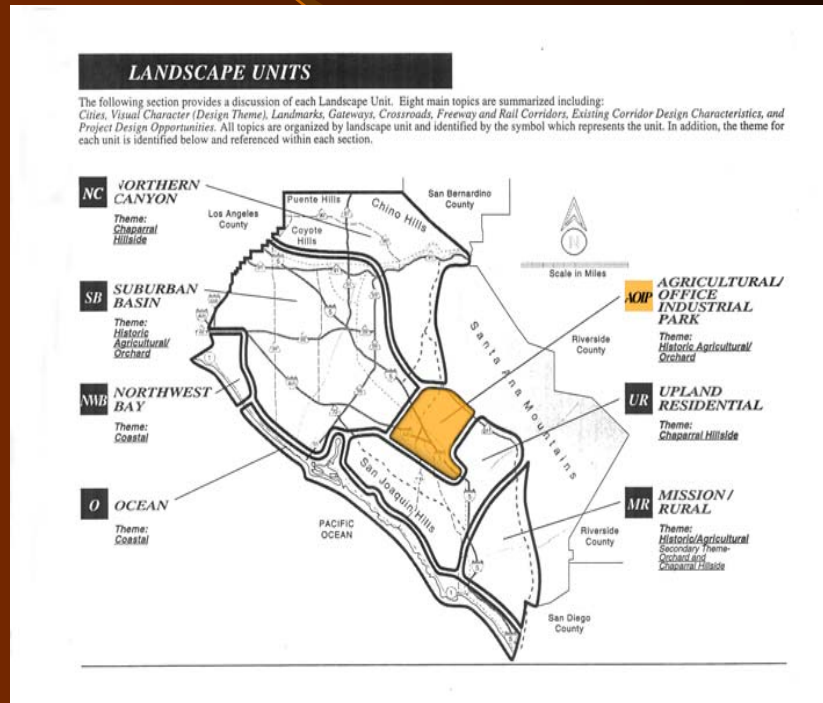 LANDSCAPE UNITS
The following section provides a discussion of each Landscape Unit. Eight main topics are summarized including:
Cities, Visual Character (Design Theme), Landmarks, Gateways, Crossroads, Freeway and Rail Corridors, Existing Corridor Design Characteristics, and
Project Design Opportunities. All topics are organized by landscape unit and identified by the symbol which represents the unit. In addition, the theme for
each unit is identified below and referenced within each section.
NC
NORTHERN
CANYON
Theme:
Chaparral
Hillside
Los Angeles
County
Puente Hills
Chino Hills
Coyote
Hills
San Bernardino
County
N
Scale in Miles
SB
SUBURBAN
BASIN
Theme:
Historic
Agricultural/
Orchard
AOIP
AGRICULTURAL/
OFFICE
INDUSTRIAL
PARK
Theme:
Historic Agricultural/
Orchard
Santa Ana Mountains
Riverside
County
NWB
NORTHWEST
BAY
Theme:
Coastal
UR
UPLAND
RESIDENTIAL
Theme:
Chaparral Hillside
San Joaquin Hills
O
OCEAN
Theme:
Coastal
PACIFIC
OCEAN
MR
MISSION/
RURAL
Theme:
Historic/Agricultural
Secondary Theme-
Orchard and
Chaparral Hillside
Riverside
County
San Diego
County
1
5
5
5
1
5